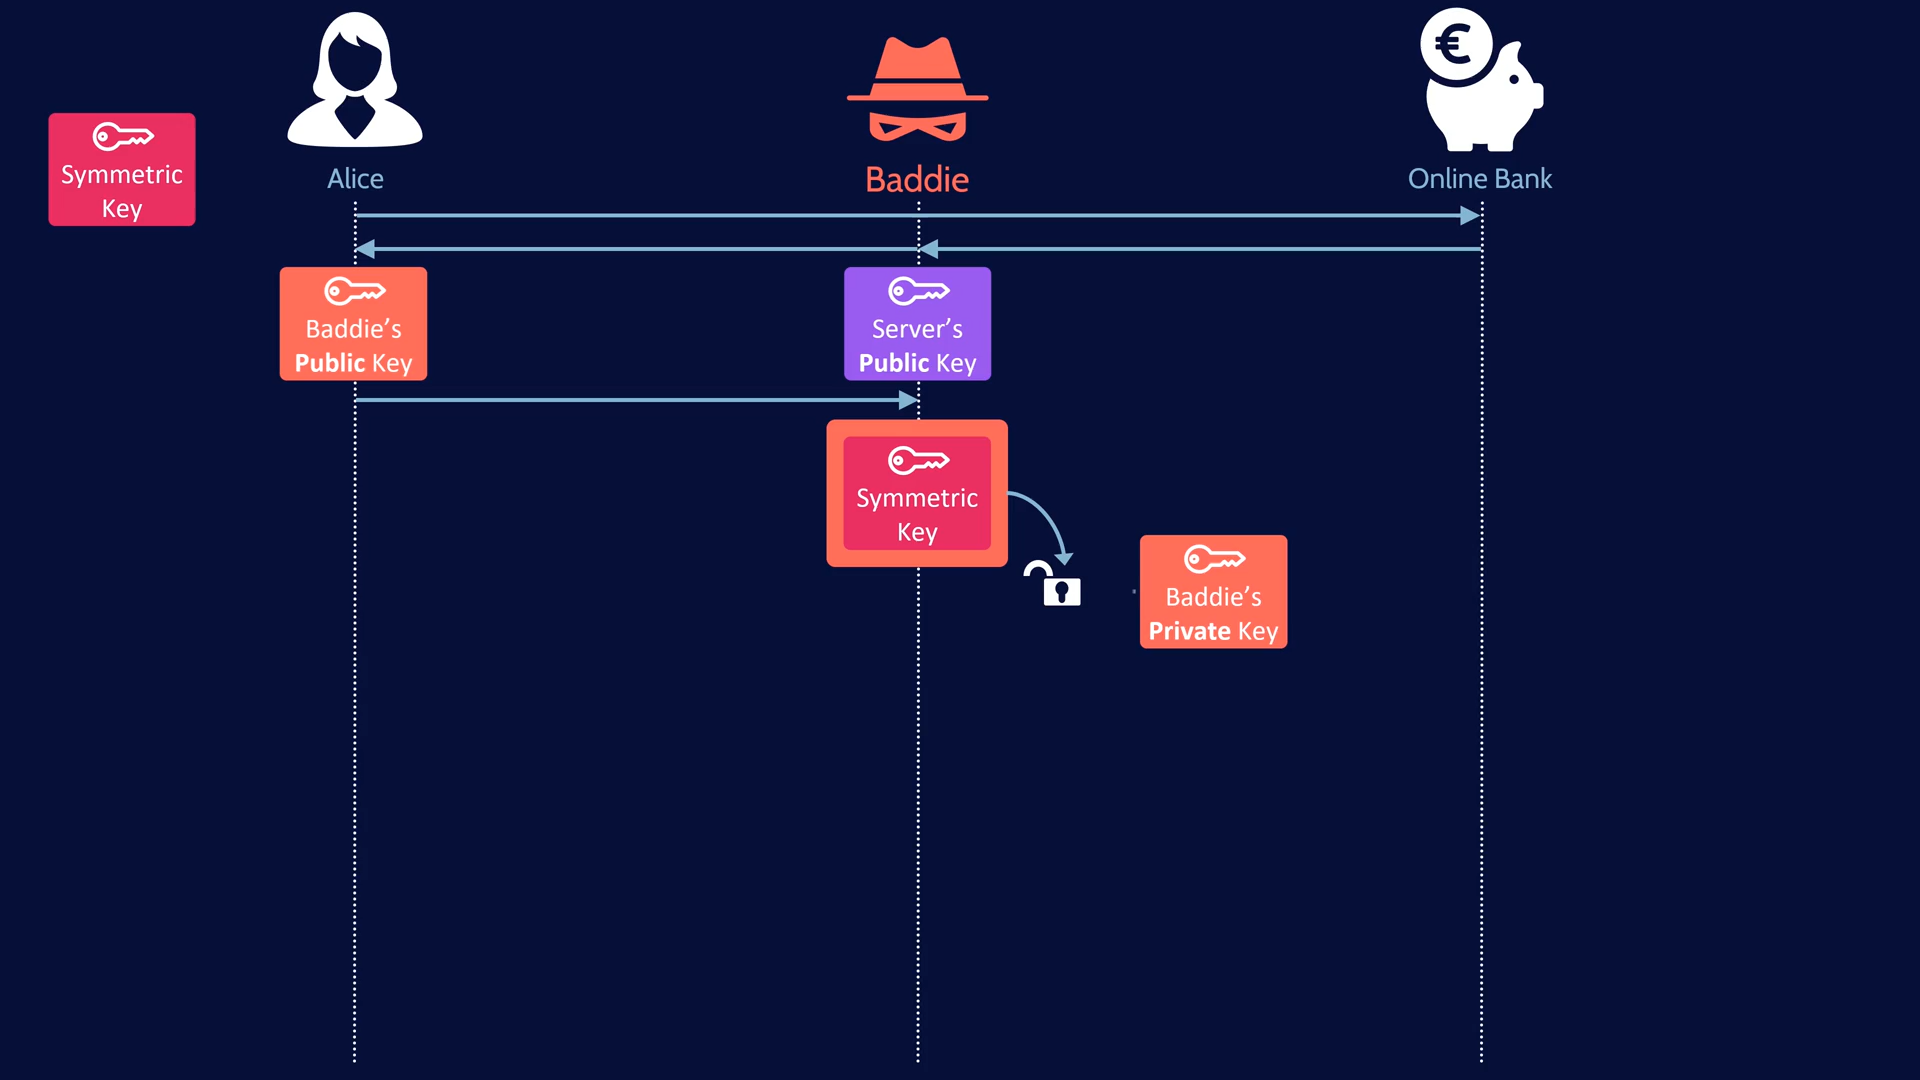 Alice
Baddie
Online Bank
€
Symmetric
Key
Baddie’s
Public Key
Server’s
Public Key
Symmetric
Key
Baddie’s
Private Key